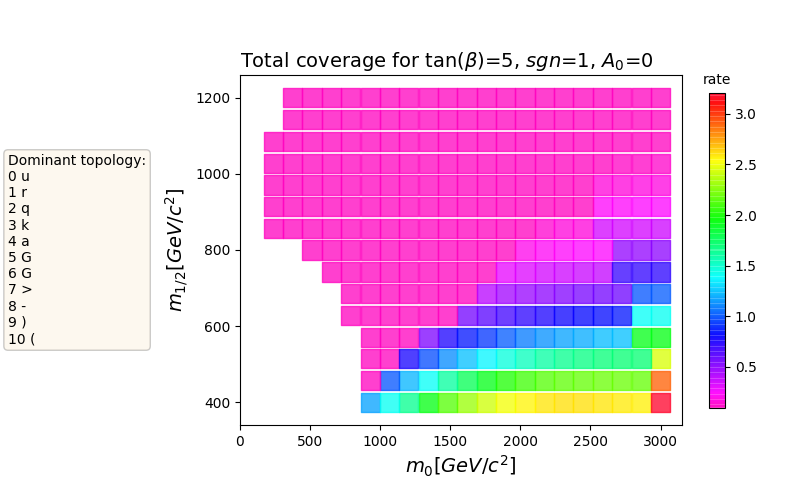 Total coverage for tan(β)=5, sgn=1, A₀=0
rate
Dominant topology:
0 u
1 r
2 q
3 k
4 a
5 G
6 G
7 >
8 -
9 )
10 (
m₁/₂[GeV/c²]
1200
1000
800
600
400
0 500 1000 1500 2000 2500 3000
m₀[GeV/c²]
3.0
2.5
2.0
1.5
1.0
0.5